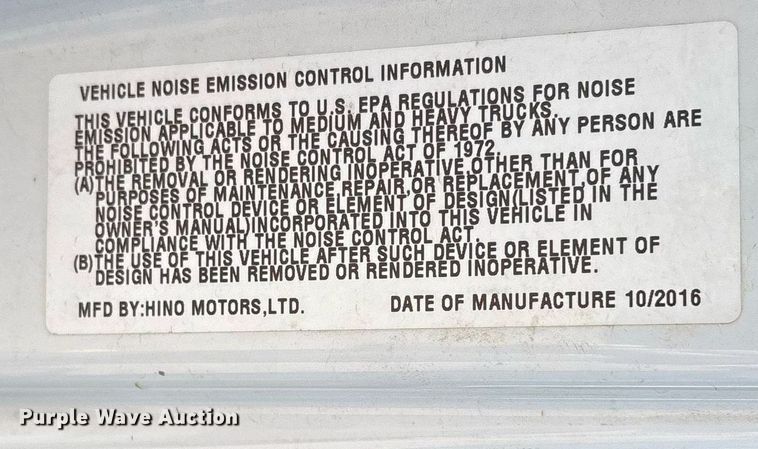 VEHICLE NOISE EMISSION CONTROL INFORMATION
THIS VEHICLE CONFORMS TO U.S. EPA REGULATIONS FOR NOISE
EMISSION APPLICABLE TO MEDIUM AND HEAVY TRUCKS.
THE FOLLOWING ACTS OR THE CAUSING THEREOF BY ANY PERSON ARE
PROHIBITED BY THE NOISE CONTROL ACT OF 1972.
(A)THE REMOVAL OR RENDERING INOPERATIVE OTHER THAN FOR
PURPOSES OF MAINTENANCE,REPAIR,OR REPLACEMENT,OF ANY
NOISE CONTROL DEVICE OR ELEMENT OF DESIGN(LISTED IN THE
OWNER'S MANUAL)INCORPORATED INTO THIS VEHICLE IN
COMPLIANCE WITH THE NOISE CONTROL ACT.
(B)THE USE OF THIS VEHICLE AFTER SUCH DEVICE OR ELEMENT OF
DESIGN HAS BEEN REMOVED OR RENDERED INOPERATIVE.
MFD BY:HINO MOTORS,LTD. DATE OF MANUFACTURE 10/2016
Purple Wave Auction